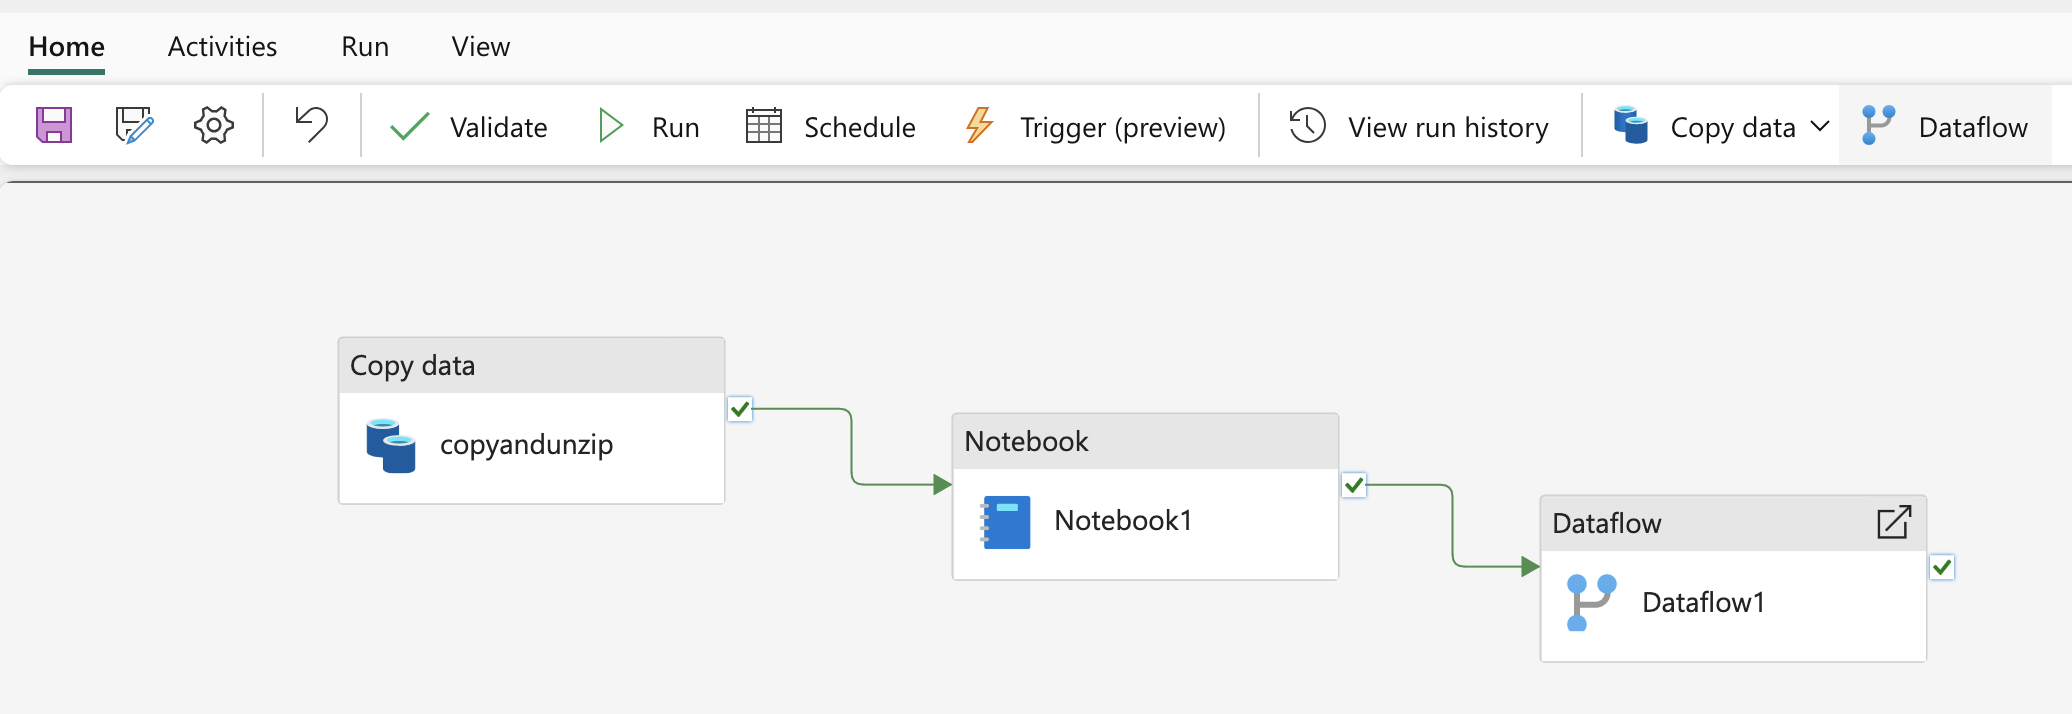 Home Activities Run View
Validate Run Schedule Trigger (preview) View run history Copy data Dataflow
Copy data
copyandunzip
Notebook
Notebook1
Dataflow
Dataflow1